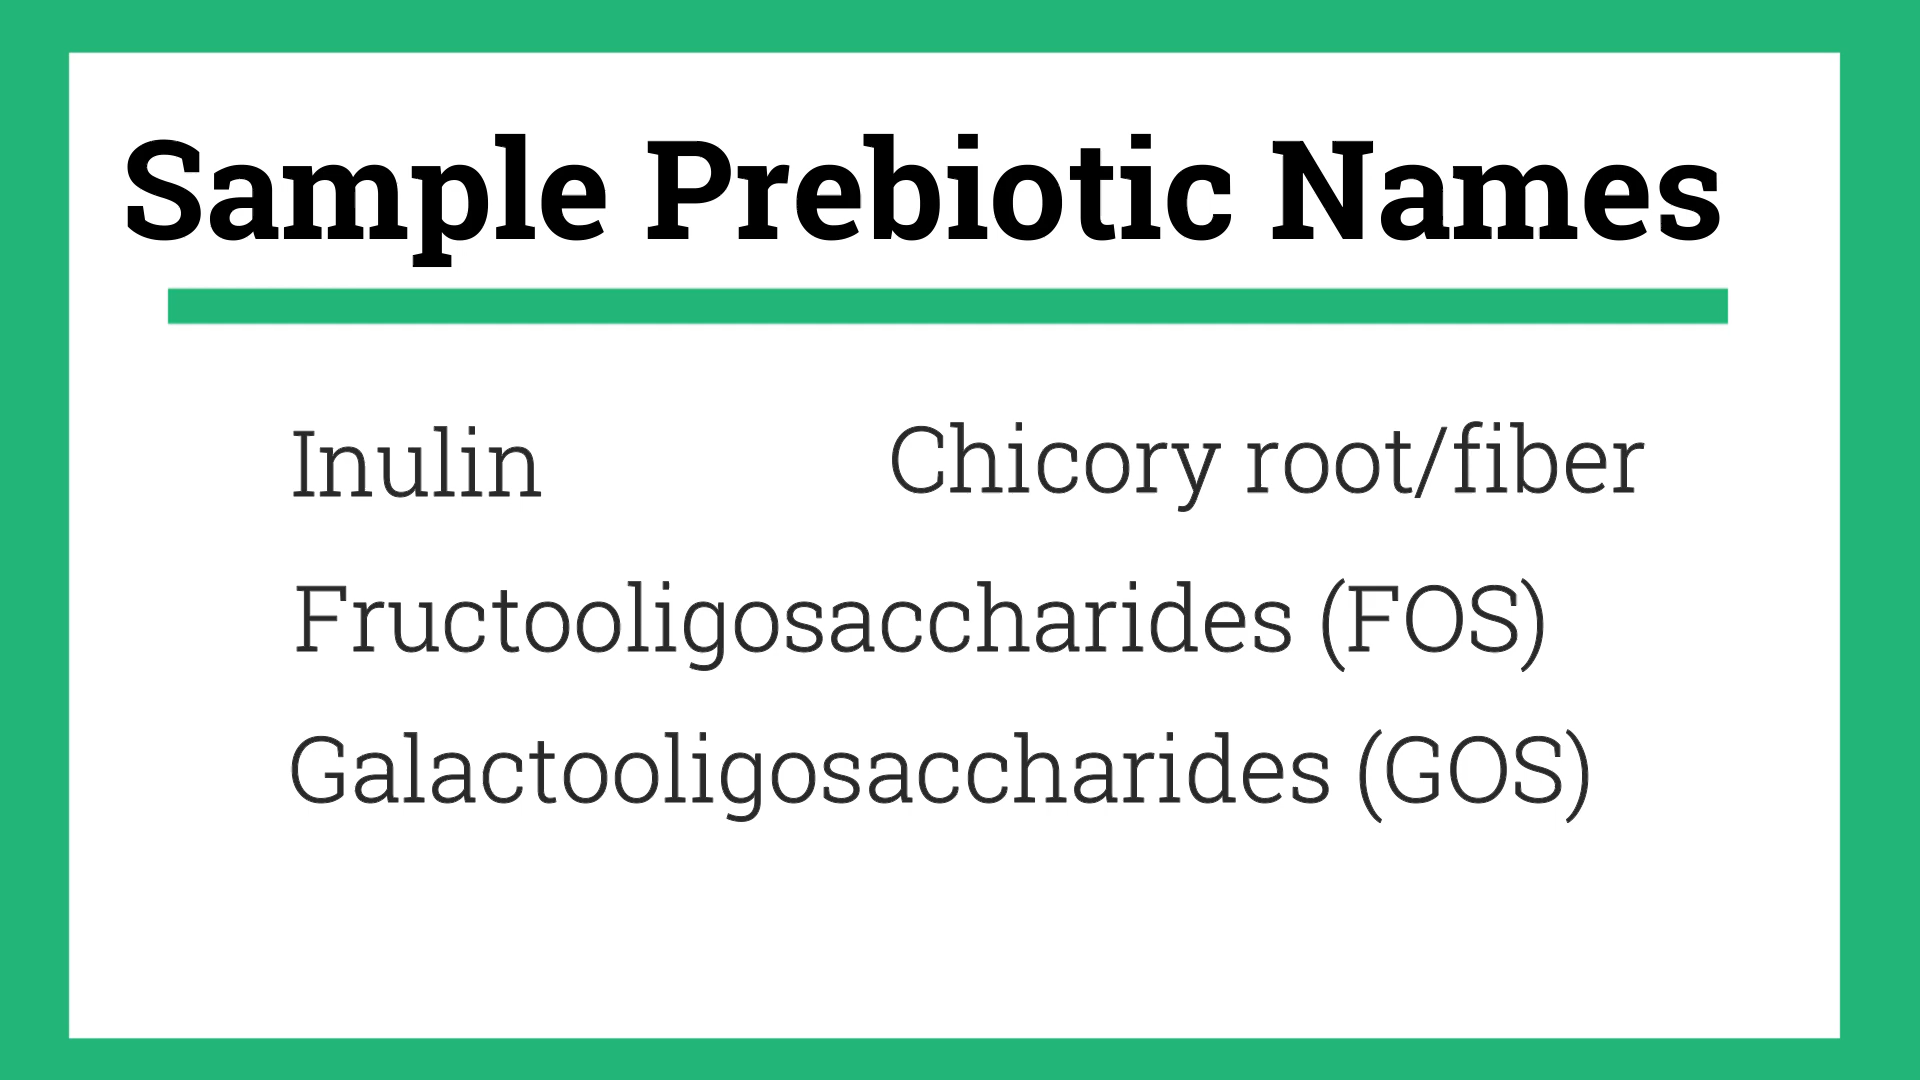 Sample Prebiotic Names
Inulin Chicory root/fiber
Fructooligosaccharides (FOS)
Galactooligosaccharides (GOS)